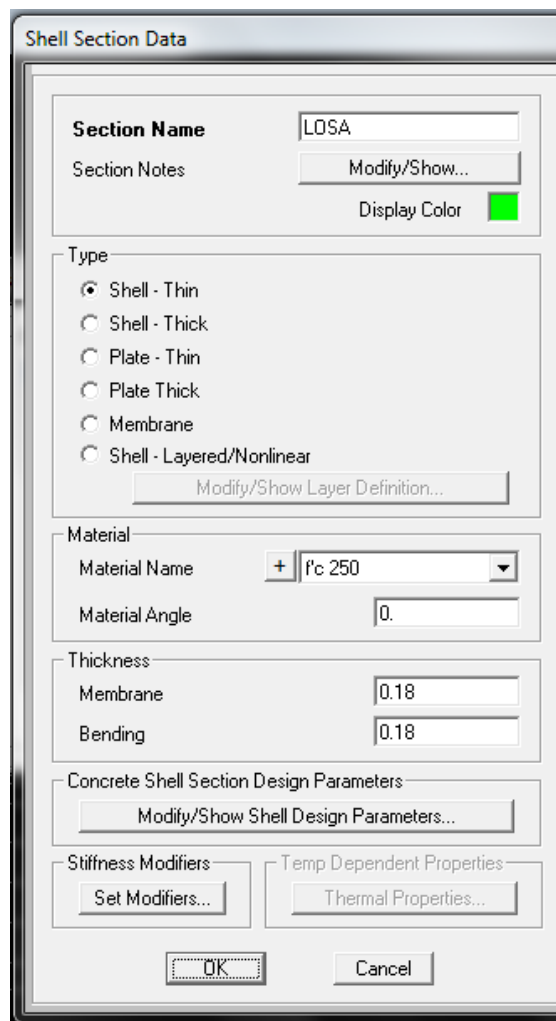 Shell Section Data
Section Name LOSA
Section Notes Modify/Show...
Display Color
Type
Shell - Thin
Shell - Thick
Plate - Thin
Plate Thick
Membrane
Shell - Layered/Nonlinear
Modify/Show Layer Definition...
Material
Material Name + f'c 250
Material Angle 0.
Thickness
Membrane 0.18
Bending 0.18
Concrete Shell Section Design Parameters
Modify/Show Shell Design Parameters...
Stiffness Modifiers Temp Dependent Properties
Set Modifiers... Thermal Properties...
OK Cancel